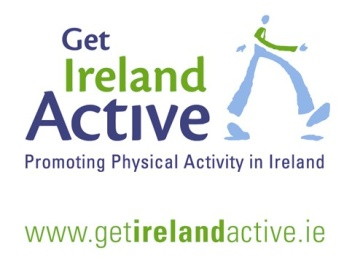 Get
Ireland
Active
Promoting Physical Activity in Ireland
www.getirelandactive.ie